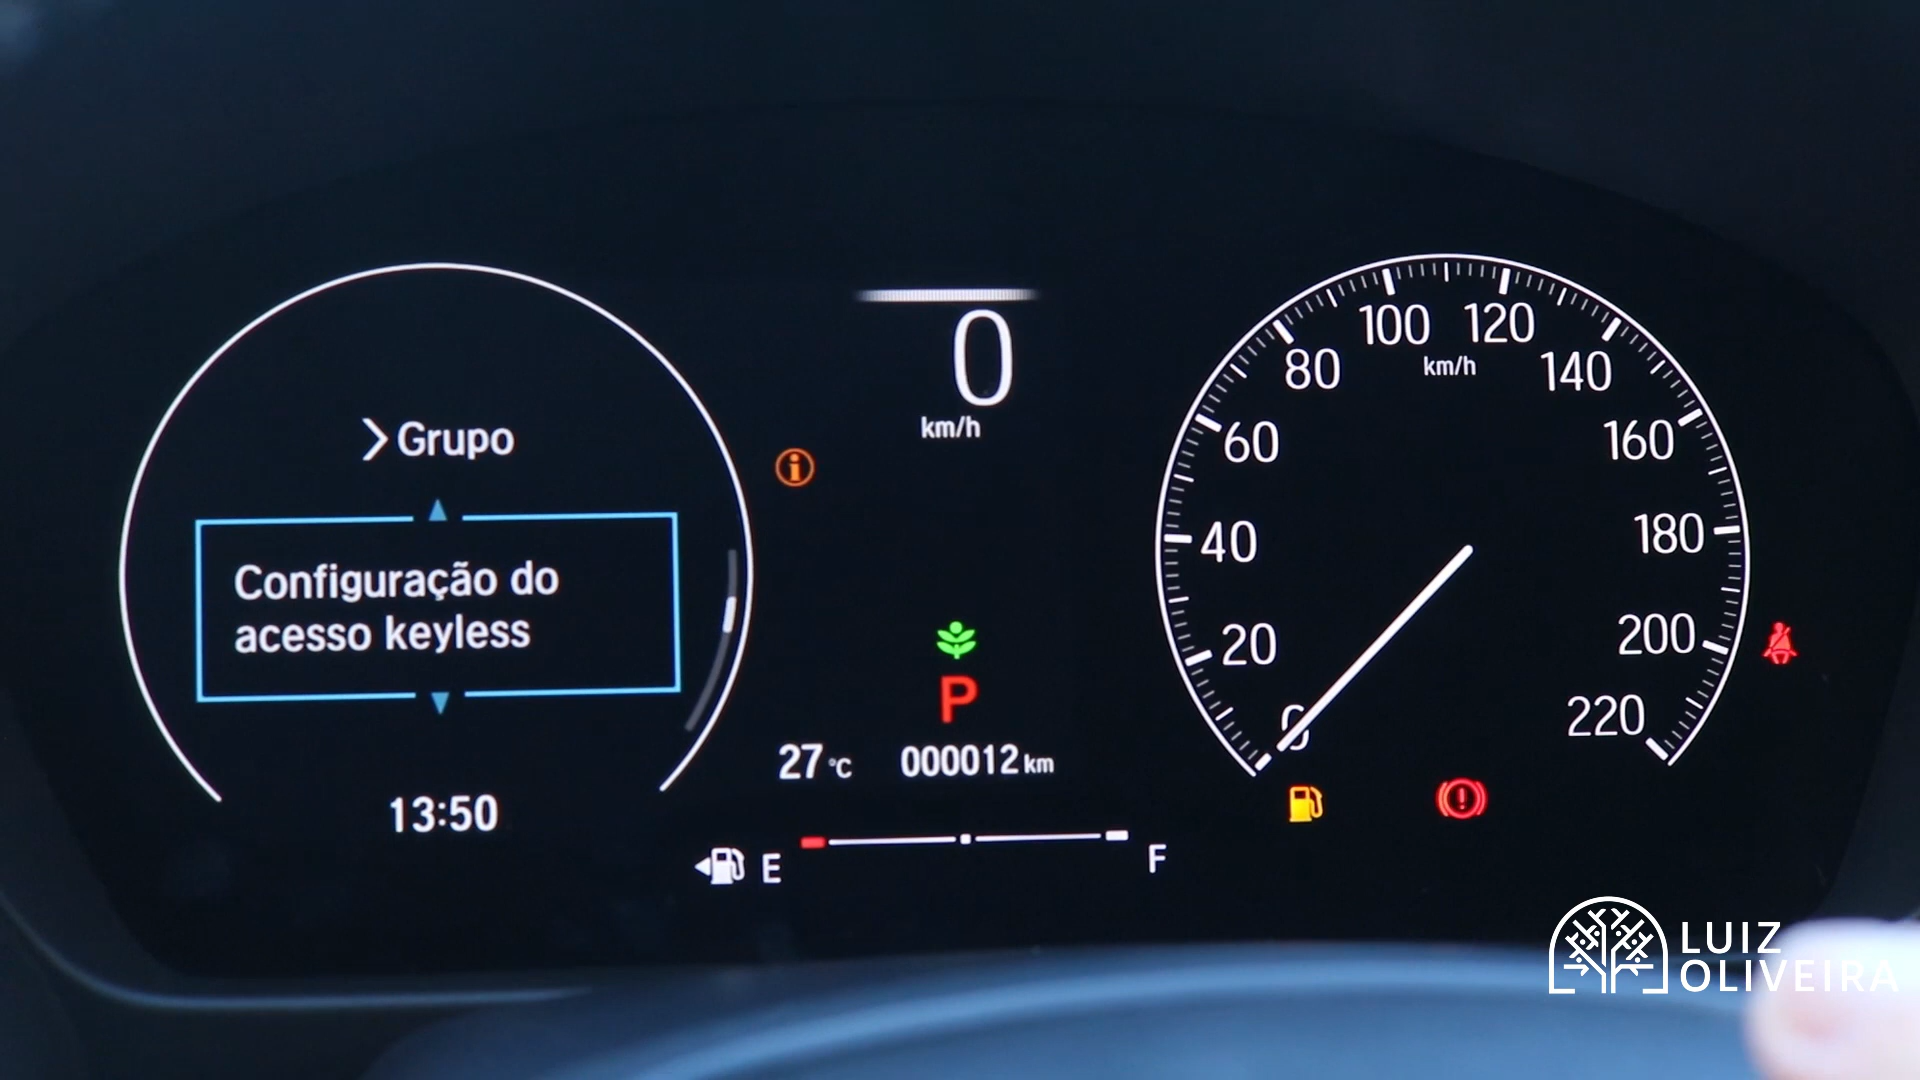 Grupo
Configuração do
acesso keyless
13:50
0
km/h
P
27 °C
000012 km
E
F
0
20
40
60
80
100
120
140
160
180
200
220
km/h
LUIZ
OLIVEIRA